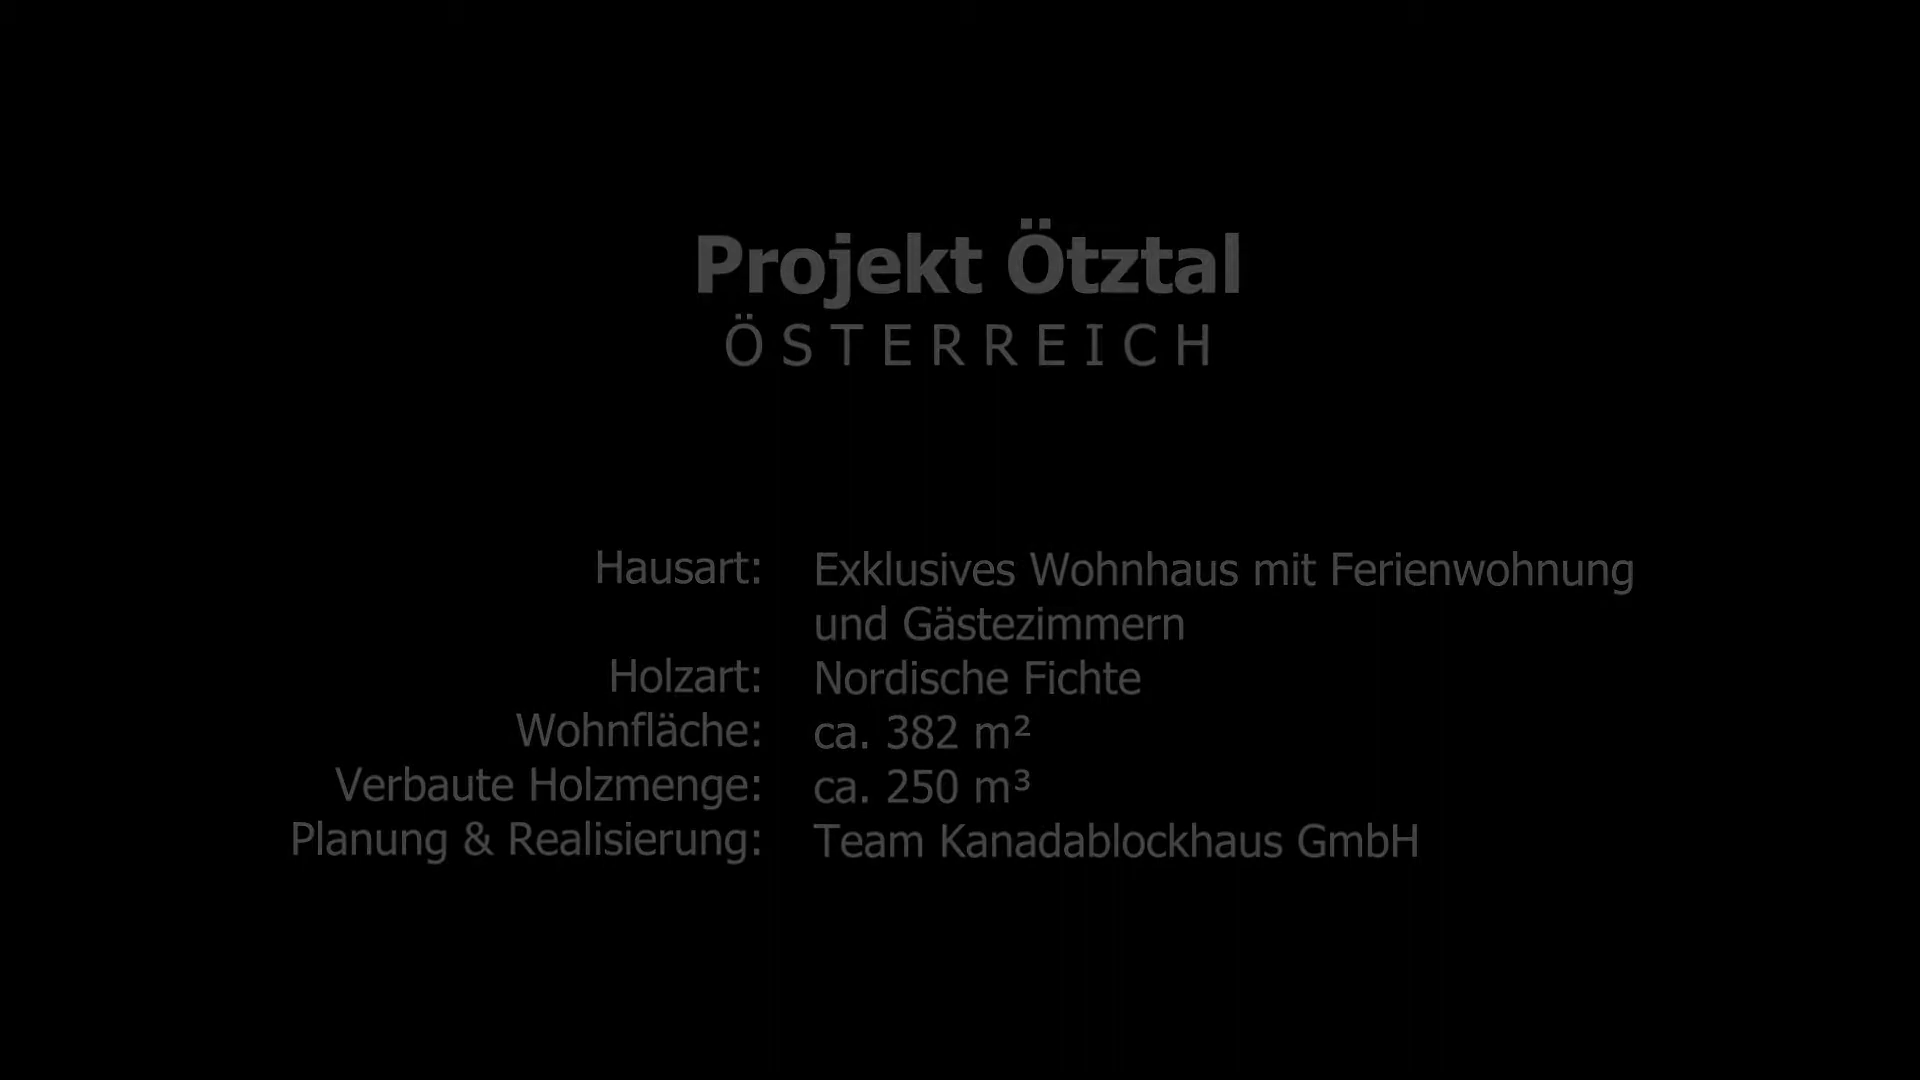 Projekt Ötztal
ÖSTERREICH
Hausart: Exklusives Wohnhaus mit Ferienwohnung
und Gästezimmern
Holzart: Nordische Fichte
Wohnfläche: ca. 382 m²
Verbaute Holzmenge: ca. 250 m³
Planung & Realisierung: Team Kanadablockhaus GmbH